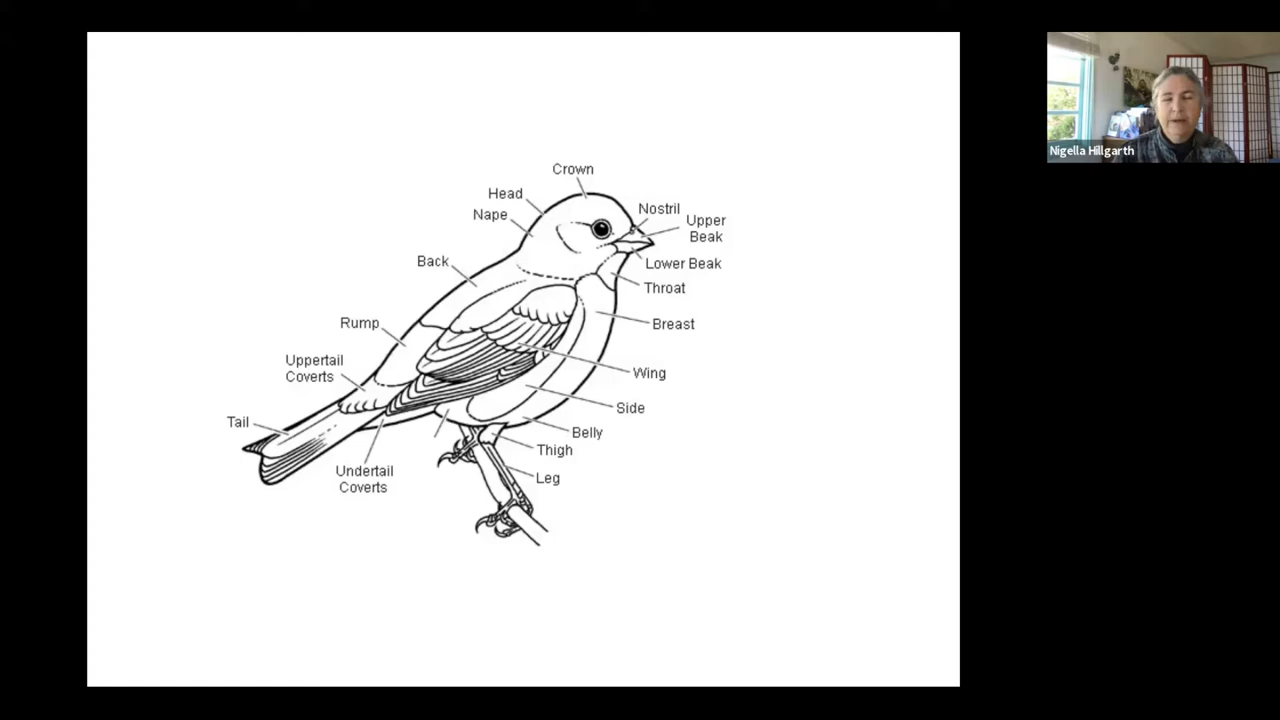 Crown
Head
Nostril
Nape
Upper
Beak
Back
Lower Beak
Throat
Rump
Breast
Uppertail
Coverts
Wing
Side
Tail
Belly
Thigh
Undertail
Coverts
Leg
Nigella Hillgarth